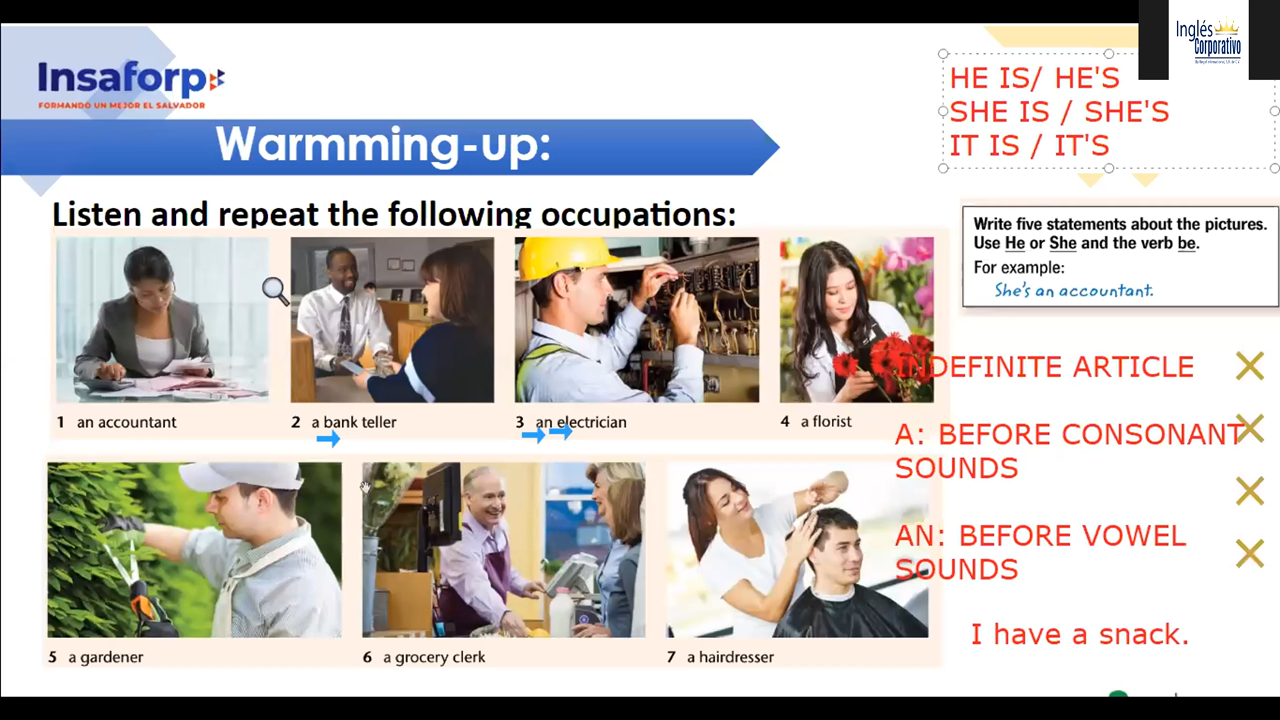 Insaforp
FORMANDO UN MEJOR EL SALVADOR
Warmming-up:
Listen and repeat the following occupations:
1 an accountant
2 a bank teller
3 an electrician
4 a florist
5 a gardener
6 a grocery clerk
7 a hairdresser
Inglés
Corporativo
HE IS/ HE'S
SHE IS / SHE'S
IT IS / IT'S
Write five statements about the pictures.
Use He or She and the verb be.
For example:
She's an accountant.
INDEFINITE ARTICLE
A: BEFORE CONSONANT
SOUNDS
AN: BEFORE VOWEL
SOUNDS
I have a snack.